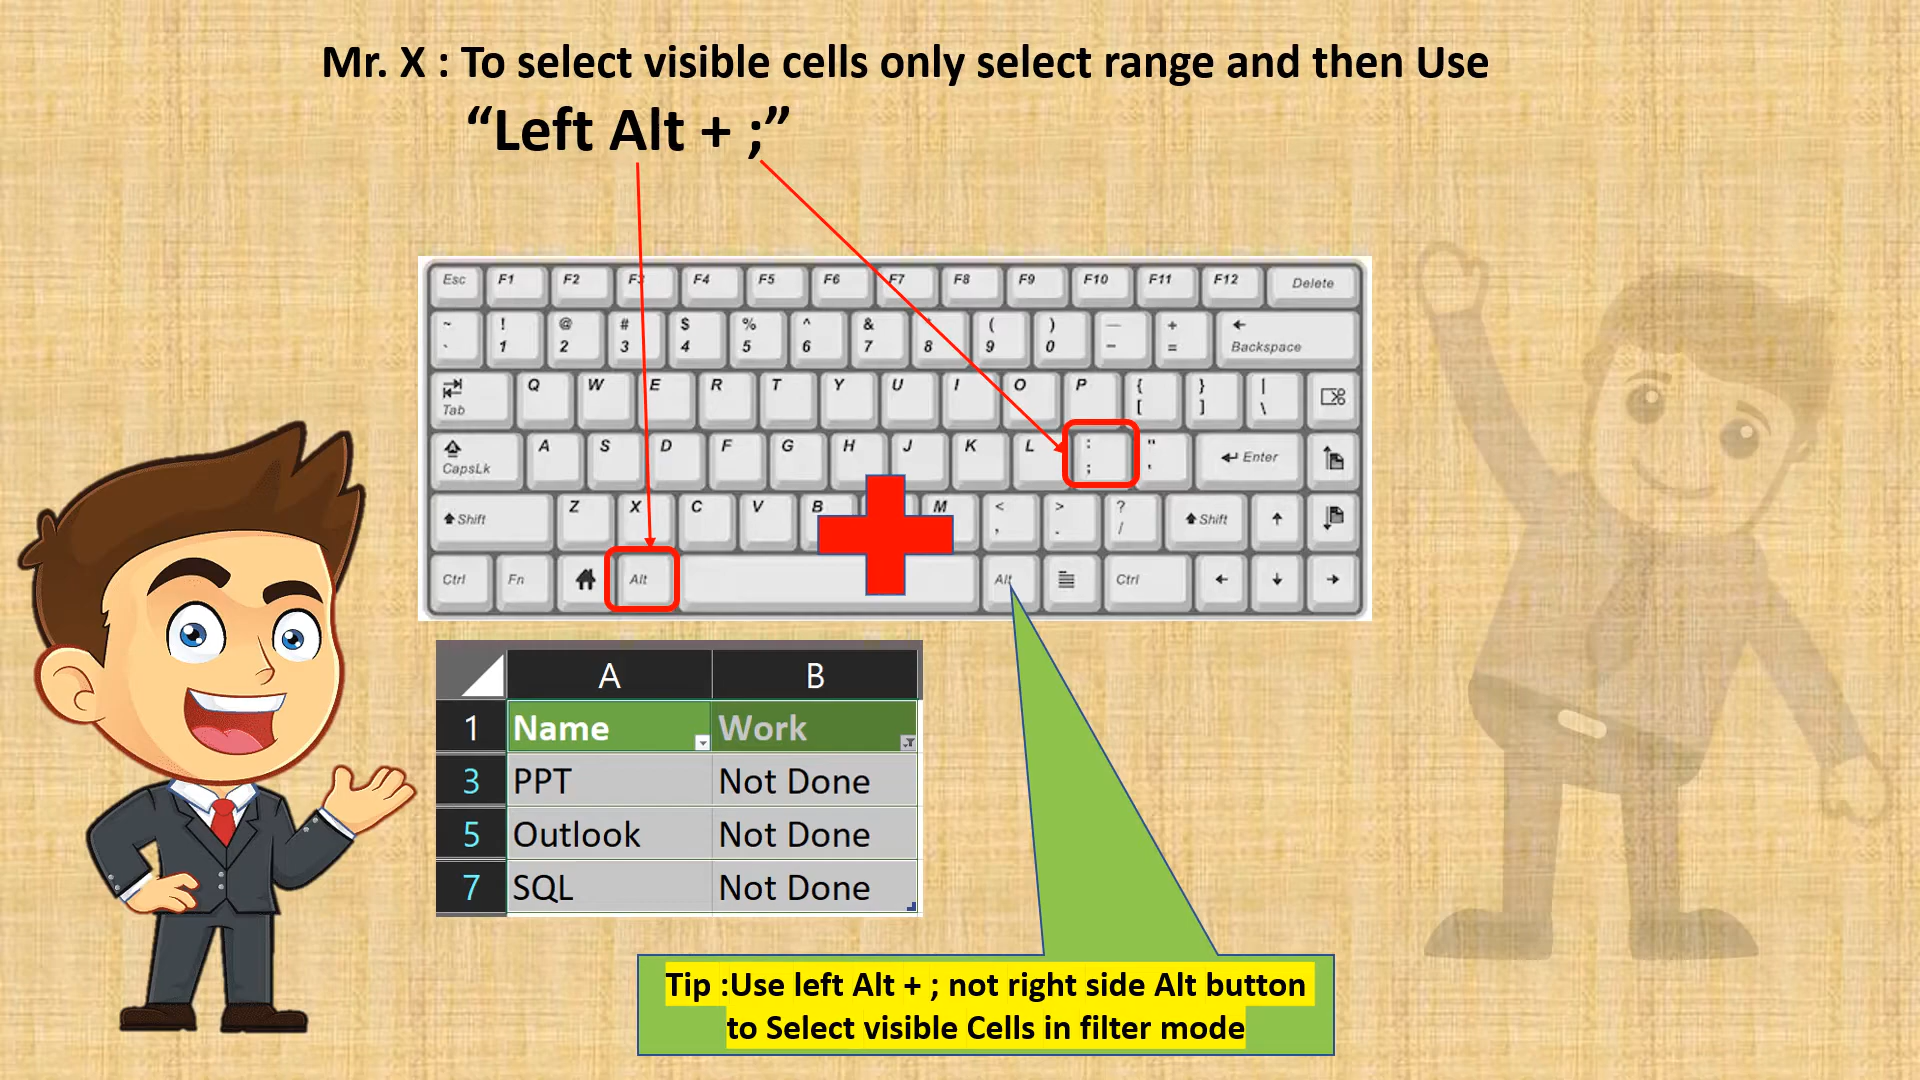 Mr. X : To select visible cells only select range and then Use
“Left Alt + ;”
Esc F1 F2 F3 F4 F5 F6 F7 F8 F9 F10 F11 F12 Delete
~ ! @ # $ % ^ & * ( ) — +
` 1 2 3 4 5 6 7 8 9 0 - = Backspace
Tab Q W E R T Y U I O P { [ } ] | \
CapsLk A S D F G H J K L : ; " ' Enter
Shift Z X C V B M < , > . ? / Shift
Ctrl Fn Alt Alt Ctrl
A B
1 Name Work
3 PPT Not Done
5 Outlook Not Done
7 SQL Not Done
Tip :Use left Alt + ; not right side Alt button
to Select visible Cells in filter mode